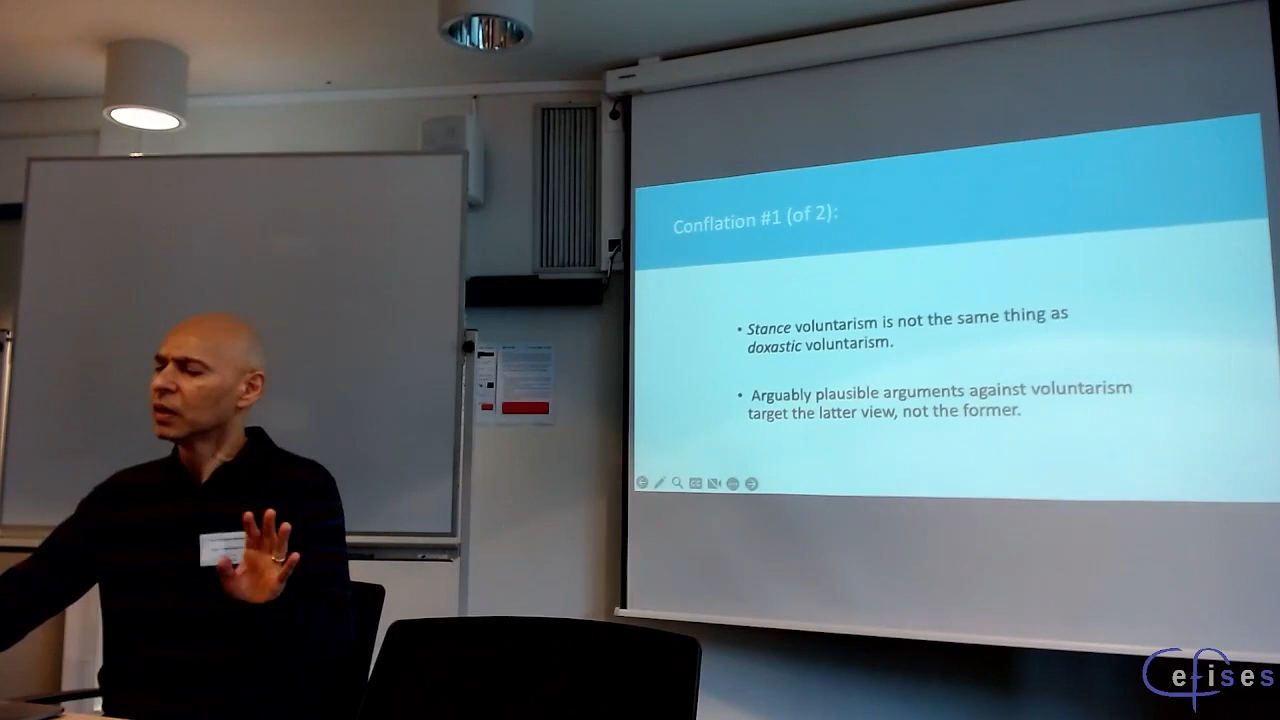 Conflation #1 (of 2):
• Stance voluntarism is not the same thing as
doxastic voluntarism.
• Arguably plausible arguments against voluntarism
target the latter view, not the former.
Cefises